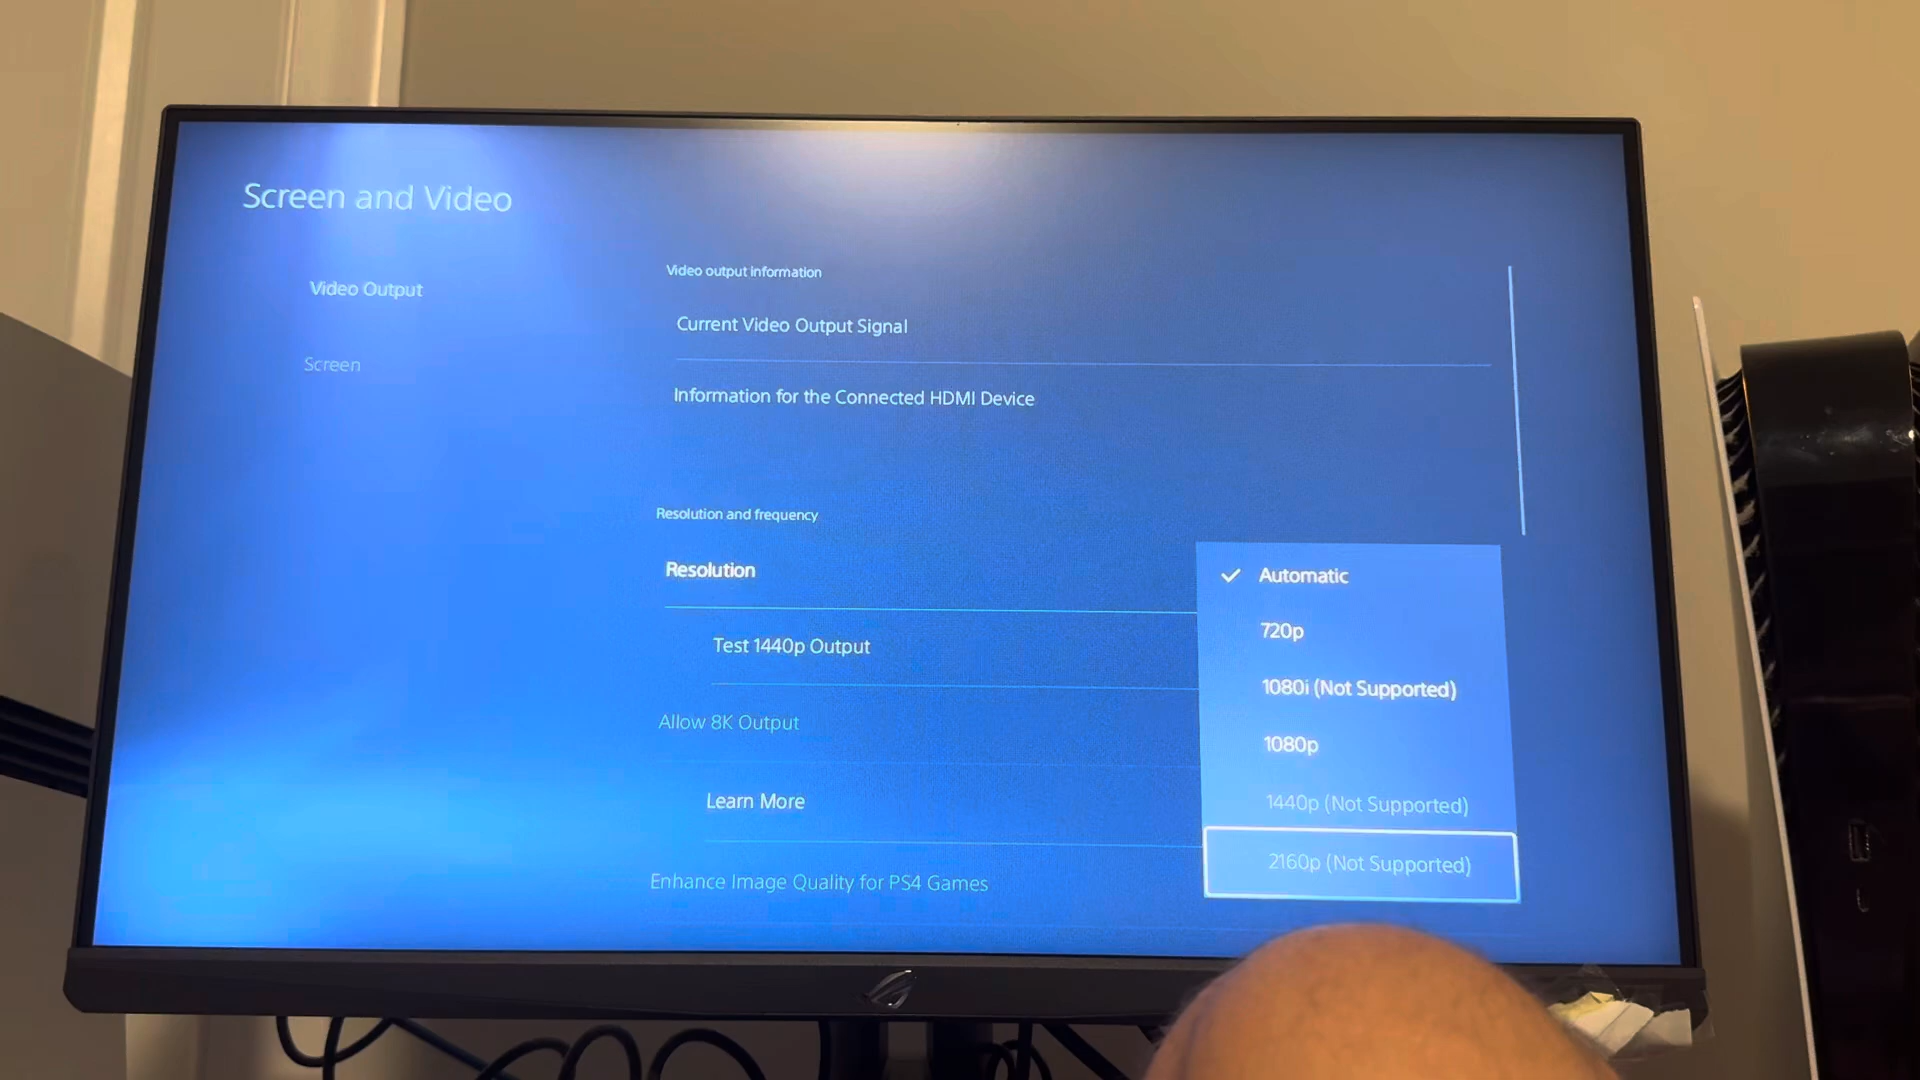 Screen and Video
Video Output
Screen
Video output information
Current Video Output Signal
Information for the Connected HDMI Device
Resolution and frequency
Resolution
Test 1440p Output
Allow 8K Output
Learn More
Enhance Image Quality for PS4 Games
Automatic
720p
1080i (Not Supported)
1080p
1440p (Not Supported)
2160p (Not Supported)